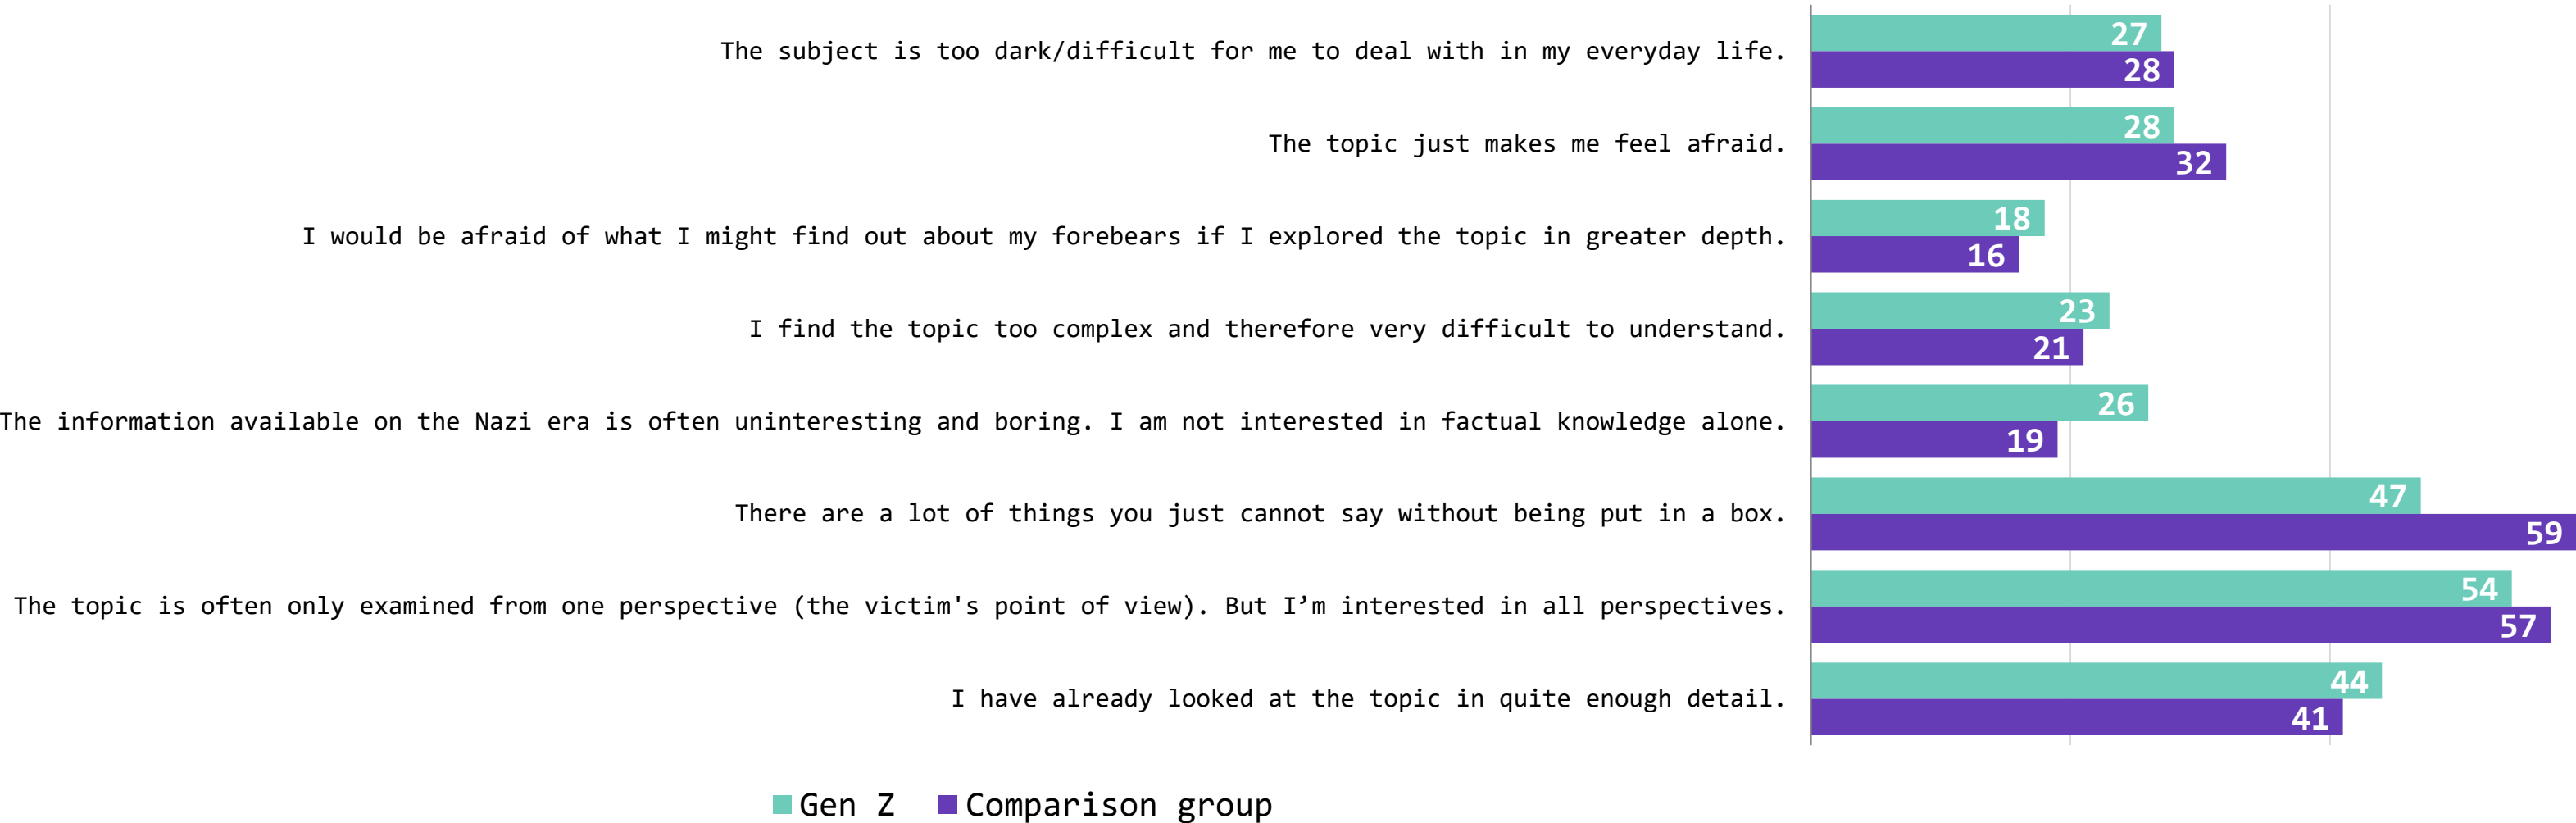 The subject is too dark/difficult for me to deal with in my everyday life.
27
28
The topic just makes me feel afraid.
28
32
I would be afraid of what I might find out about my forebears if I explored the topic in greater depth.
18
16
I find the topic too complex and therefore very difficult to understand.
23
21
The information available on the Nazi era is often uninteresting and boring. I am not interested in factual knowledge alone.
26
19
There are a lot of things you just cannot say without being put in a box.
47
59
The topic is often only examined from one perspective (the victim's point of view). But I’m interested in all perspectives.
54
57
I have already looked at the topic in quite enough detail.
44
41
Gen Z Comparison group